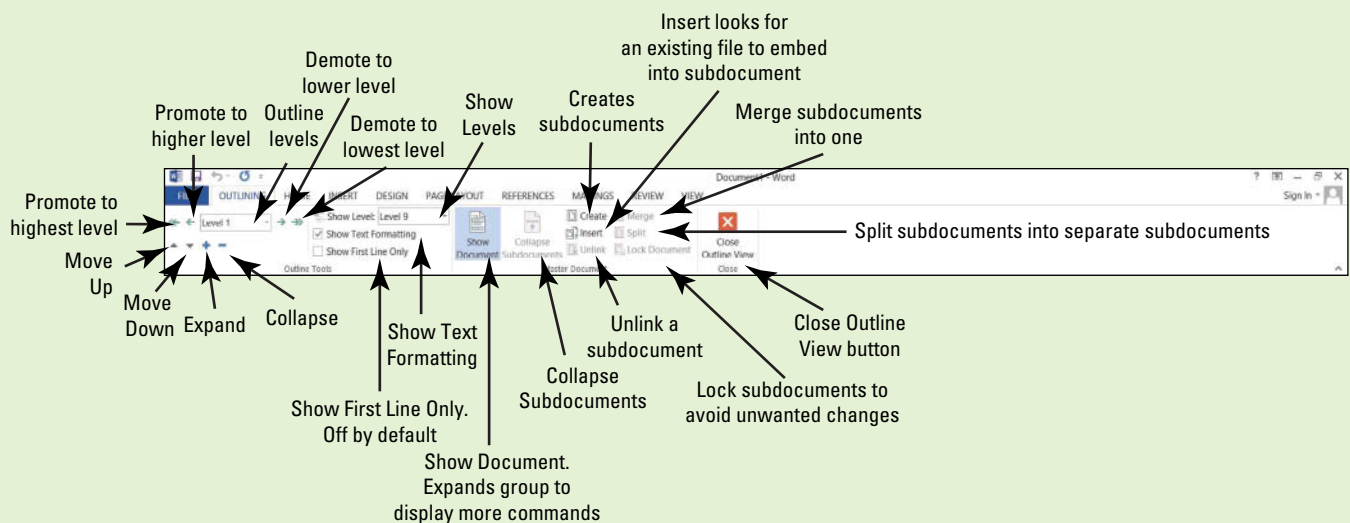 Insert looks for
an existing file to embed
into subdocument
Demote to
lower level
Promote to
higher level
Outline
levels
Demote to
lowest level
Show
Levels
Creates
subdocuments
Merge subdocuments
into one
Document1 - Word
FILE OUTLINING HOME INSERT DESIGN PAGE LAYOUT REFERENCES MAILINGS REVIEW VIEW
Sign In
Promote to
highest level
Level 1
Show Level: Level 9
Show Text Formatting
Show First Line Only
Outline Tools
Show
Document
Collapse
Subdocuments
Create
Insert
Unlink
Merge
Split
Lock Document
Master Document
Close
Outline View
Close
Split subdocuments into separate subdocuments
Move
Up
Move
Down
Expand
Collapse
Show Text
Formatting
Unlink a
subdocument
Close Outline
View button
Collapse
Subdocuments
Lock subdocuments to
avoid unwanted changes
Show First Line Only.
Off by default
Show Document.
Expands group to
display more commands